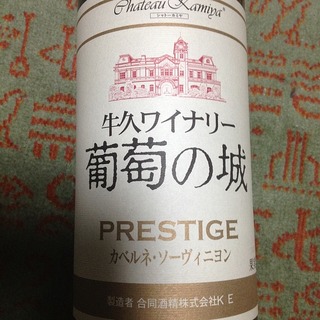 Chateau Kamiya
シャトーカミヤ
牛久ワイナリー
葡萄の城
PRESTIGE
カベルネ・ソーヴィニヨン
製造者 合同酒精株式会社K E